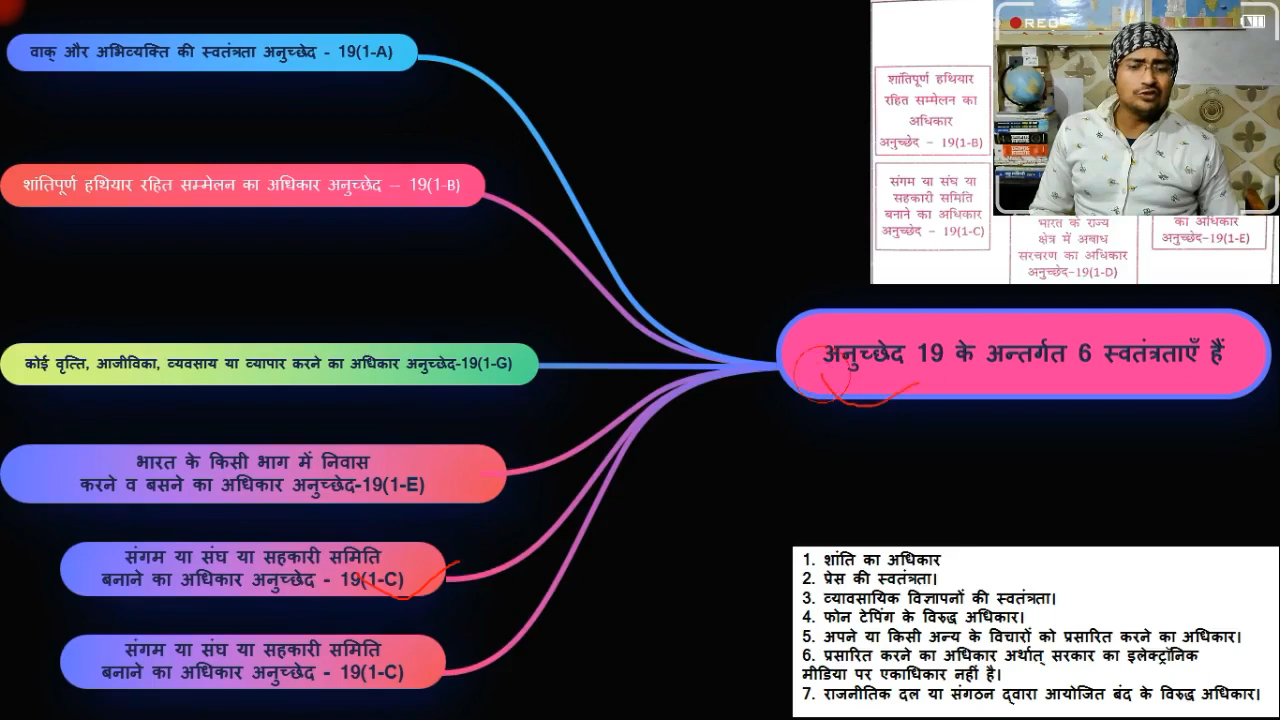 वाक् और अभिव्यक्ति की स्वतंत्रता अनुच्छेद - 19(1-A)
शांतिपूर्ण हथियार रहित सम्मेलन का अधिकार अनुच्छेद – 19(1-B)
कोई वृत्ति, आजीविका, व्यवसाय या व्यापार करने का अधिकार अनुच्छेद-19(1-G)
भारत के किसी भाग में निवास
करने व बसने का अधिकार अनुच्छेद-19(1-E)
संगम या संघ या सहकारी समिति
बनाने का अधिकार अनुच्छेद - 19(1-C)
संगम या संघ या सहकारी समिति
बनाने का अधिकार अनुच्छेद - 19(1-C)
अनुच्छेद 19 के अन्तर्गत 6 स्वतंत्रताएँ हैं
शांतिपूर्ण हथियार
रहित सम्मेलन का
अधिकार
अनुच्छेद - 19(1-B)
संगम या संघ या
सहकारी समिति
बनाने का अधिकार
अनुच्छेद - 19(1-C)
भारत के राज्य
क्षेत्र में अबाध
सरचरण का अधिकार
अनुच्छेद-19(1-D)
का अधिकार
अनुच्छेद-19(1-E)
REC
1. शांति का अधिकार
2. प्रेस की स्वतंत्रता।
3. व्यावसायिक विज्ञापनों की स्वतंत्रता।
4. फोन टेपिंग के विरुद्ध अधिकार।
5. अपने या किसी अन्य के विचारों को प्रसारित करने का अधिकार।
6. प्रसारित करने का अधिकार अर्थात् सरकार का इलेक्ट्रॉनिक
मीडिया पर एकाधिकार नहीं है।
7. राजनीतिक दल या संगठन द्वारा आयोजित बंद के विरुद्ध अधिकार।